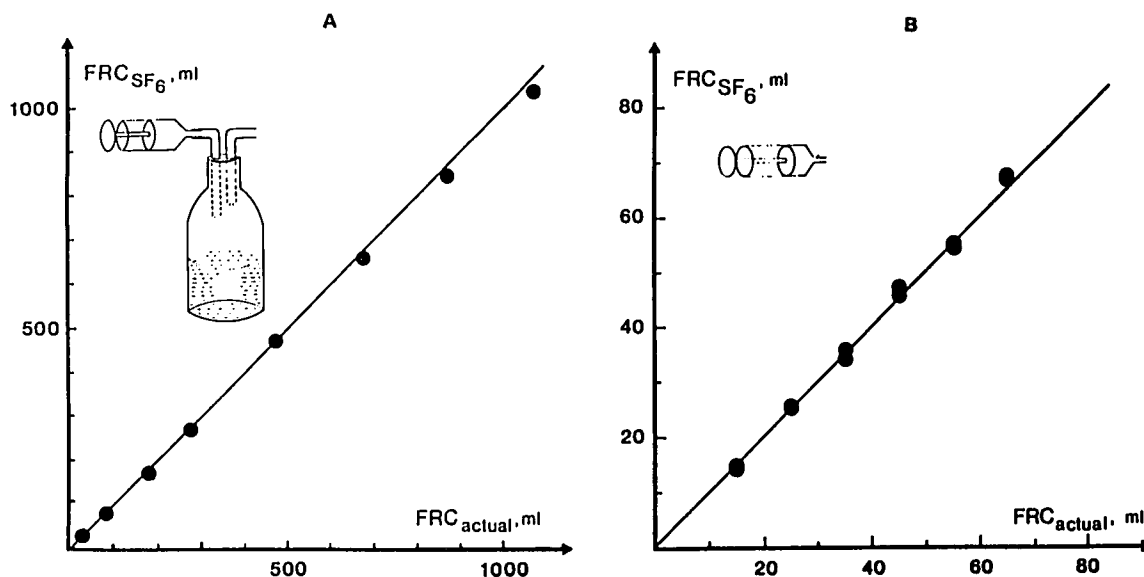 A
FRC_SF6, ml
1000
500
FRC_actual, ml
500 1000
B
FRC_SF6, ml
80
60
40
20
FRC_actual, ml
20 40 60 80